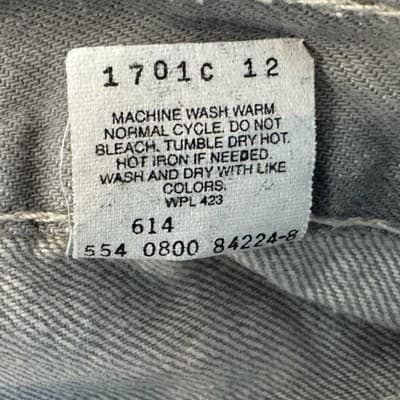 1701C 12
MACHINE WASH WARM
NORMAL CYCLE. DO NOT
BLEACH. TUMBLE DRY HOT.
HOT IRON IF NEEDED.
WASH AND DRY WITH LIKE
COLORS.
WPL 423
614
554 0800 84224-8